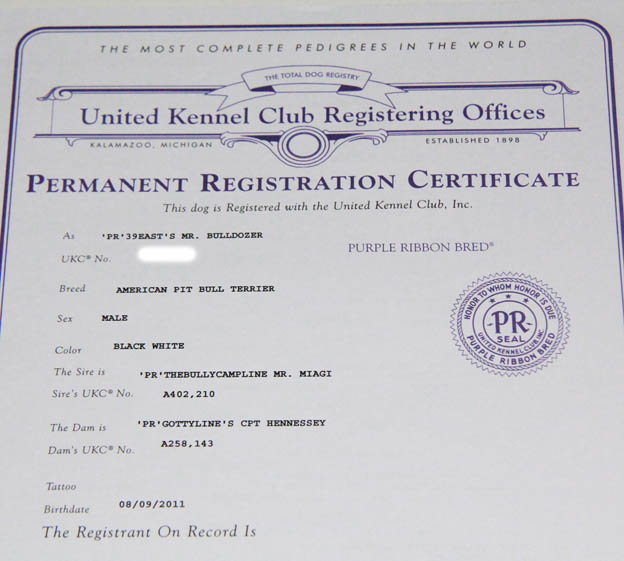 THE MOST COMPLETE PEDIGREES IN THE WORLD
THE TOTAL DOG REGISTRY
United Kennel Club Registering Offices
KALAMAZOO, MICHIGAN
ESTABLISHED 1898
PERMANENT REGISTRATION CERTIFICATE
This dog is Registered with the United Kennel Club, Inc.
As 'PR'39EAST'S MR. BULLDOZER
UKC® No.
PURPLE RIBBON BRED®
Breed AMERICAN PIT BULL TERRIER
Sex MALE
Color BLACK WHITE
HONOR TO WHOM HONOR IS DUE
-PR-
SEAL
UNITED KENNEL CLUB, INC.
PURPLE RIBBON BRED
The Sire is 'PR'THEBULLYCAMPLINE MR. MIAGI
Sire's UKC® No. A402,210
The Dam is 'PR'GOTTYLINE'S CPT HENNESSEY
Dam's UKC® No. A258,143
Tattoo
Birthdate 08/09/2011
The Registrant On Record Is